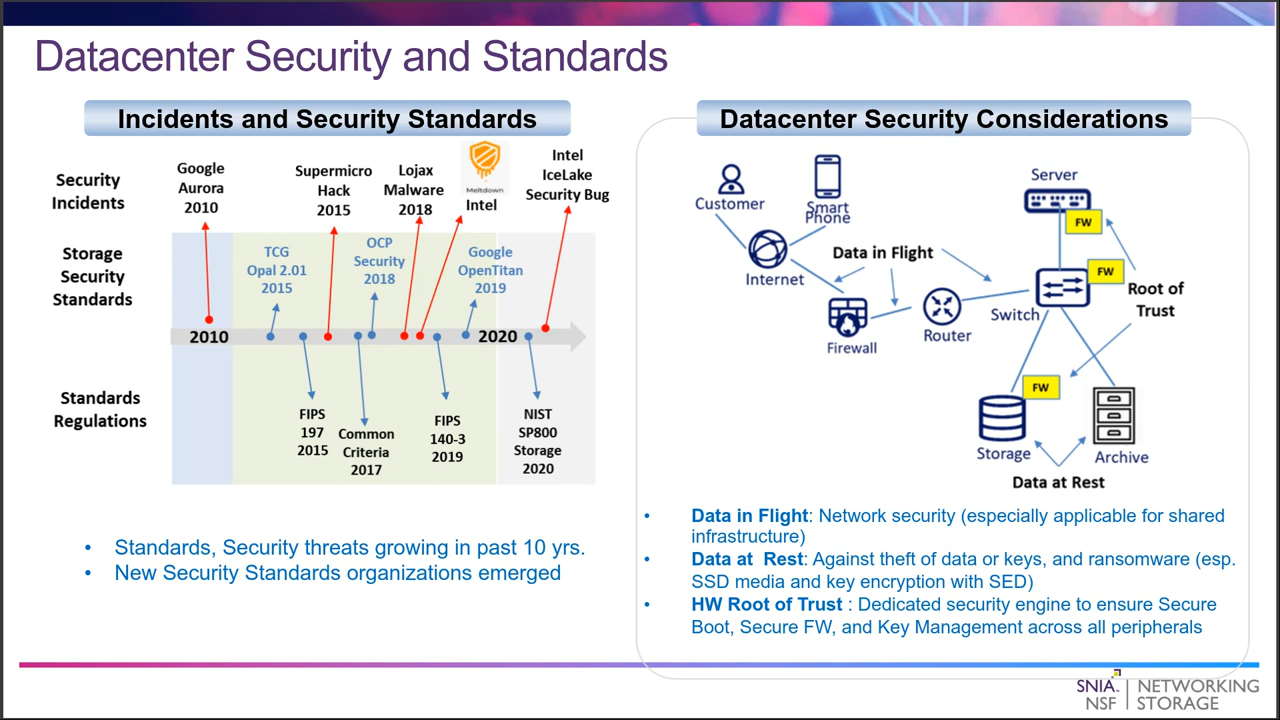 Datacenter Security and Standards
Incidents and Security Standards
Security
Incidents
Google
Aurora
2010
Supermicro
Hack
2015
Lojax
Malware
2018
Meltdown
Intel
Intel
IceLake
Security Bug
Storage
Security
Standards
TCG
Opal 2.01
2015
OCP
Security
2018
Google
OpenTitan
2019
2010
2020
Standards
Regulations
FIPS
197
2015
Common
Criteria
2017
FIPS
140-3
2019
NIST
SP800
Storage
2020
• Standards, Security threats growing in past 10 yrs.
• New Security Standards organizations emerged
Datacenter Security Considerations
Customer
Smart
Phone
Server
FW
Data in Flight
Internet
FW
Root of
Trust
Switch
Router
Firewall
FW
Storage
Archive
Data at Rest
• Data in Flight: Network security (especially applicable for shared
infrastructure)
• Data at Rest: Against theft of data or keys, and ransomware (esp.
SSD media and key encryption with SED)
• HW Root of Trust : Dedicated security engine to ensure Secure
Boot, Secure FW, and Key Management across all peripherals
SNIA | NETWORKING
NSF | STORAGE